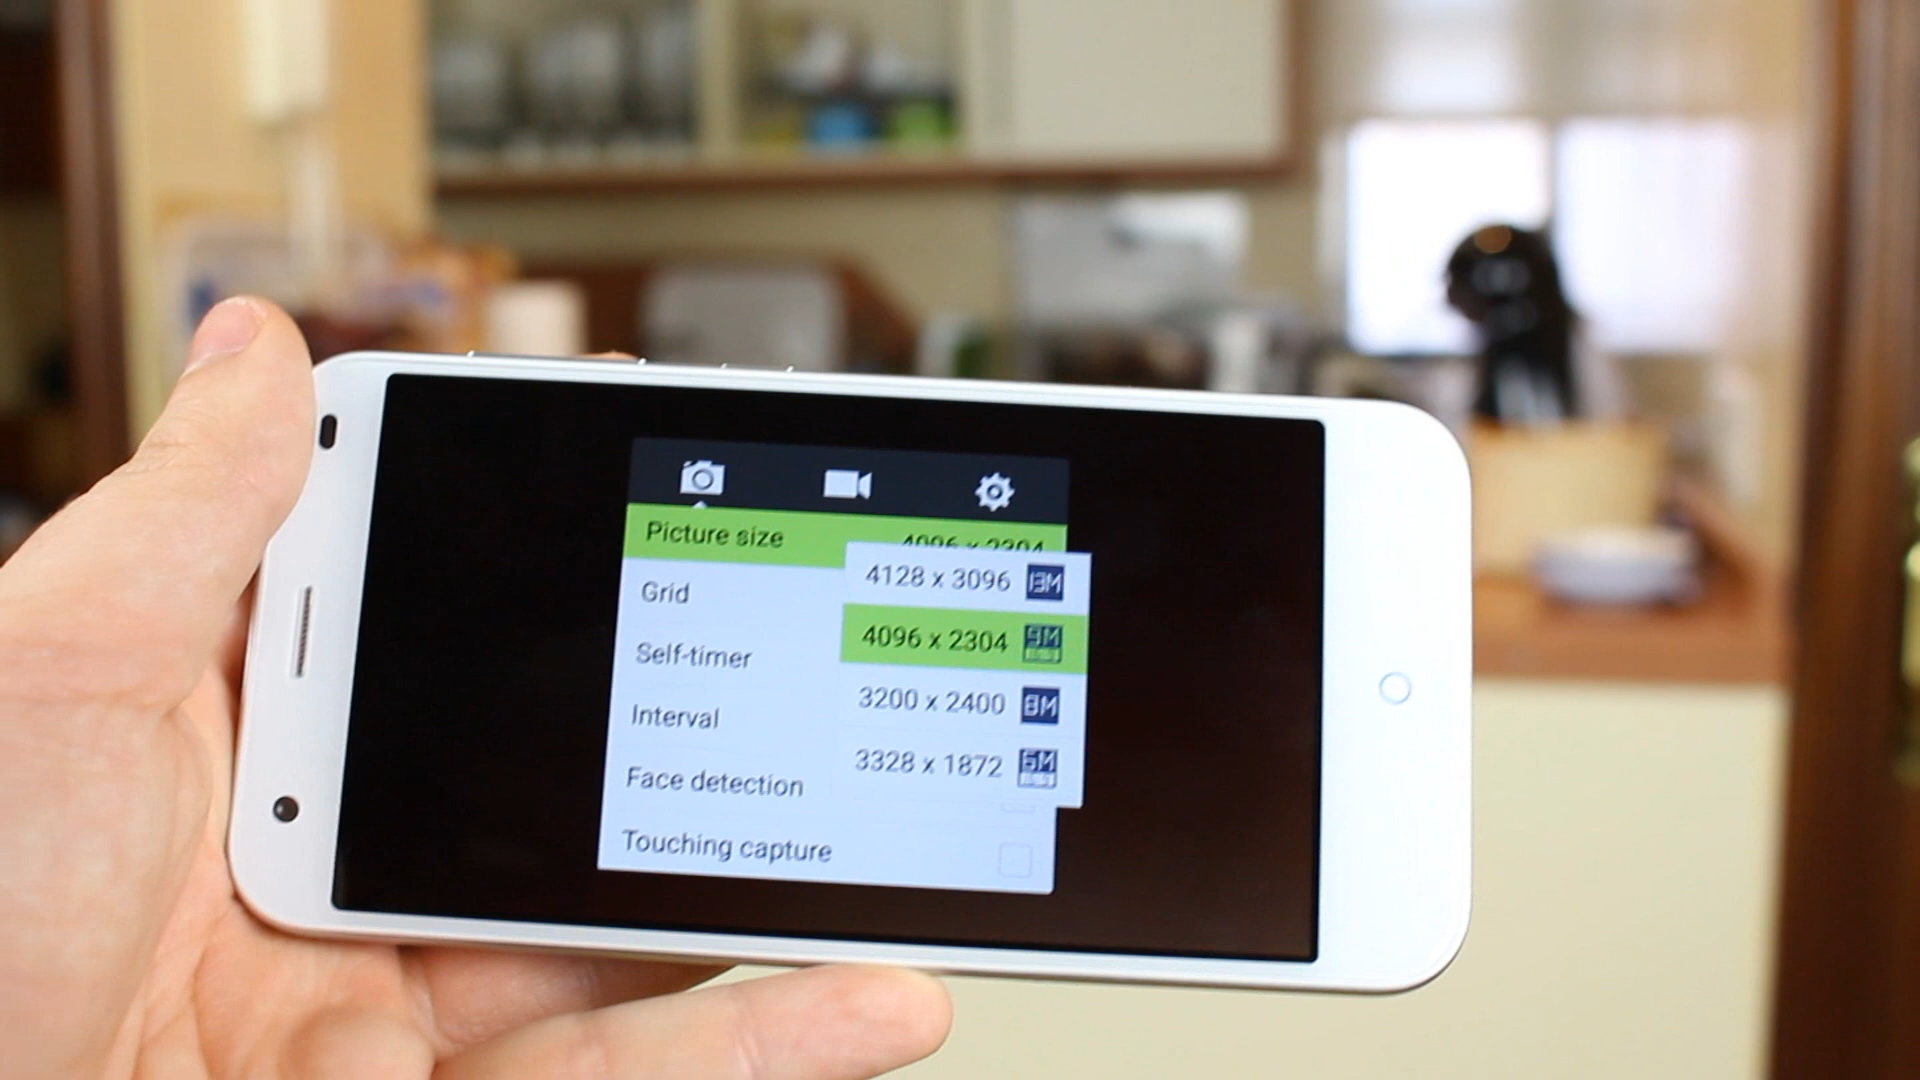 Picture size 4096 x 2304
4128 x 3096 13M
Grid
4096 x 2304 9M
Self-timer
3200 x 2400 8M
Interval
3328 x 1872 6M
Face detection
Touching capture